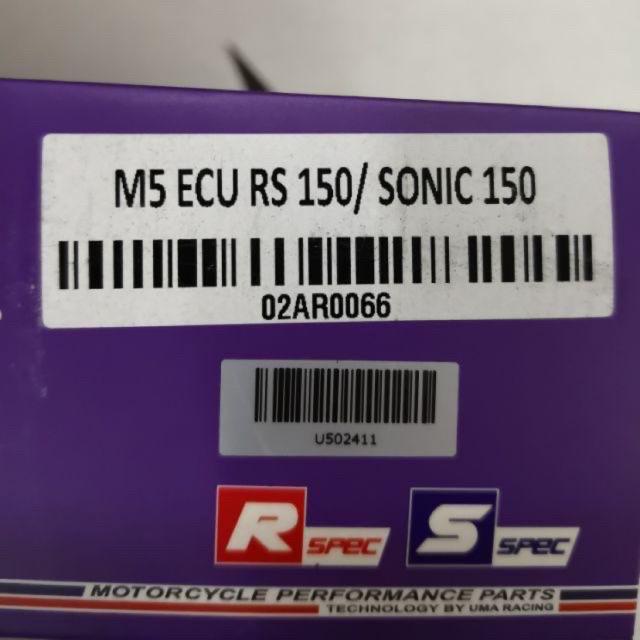 M5 ECU RS 150/ SONIC 150
02AR0066
U502411
R SPEC S SPEC
MOTORCYCLE PERFORMANCE PARTS
TECHNOLOGY BY UMA RACING